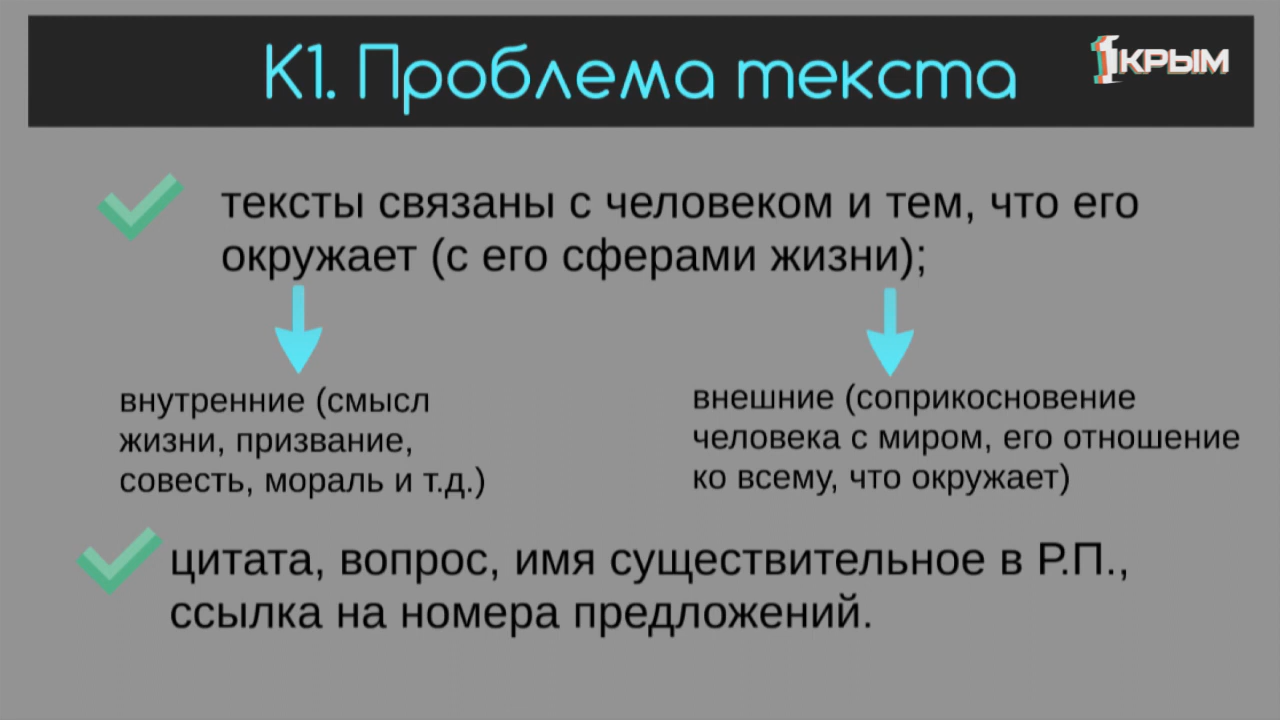 К1. Проблема текста
1КРЫМ
тексты связаны с человеком и тем, что его
окружает (с его сферами жизни);
внутренние (смысл
жизни, призвание,
совесть, мораль и т.д.)
внешние (соприкосновение
человека с миром, его отношение
ко всему, что окружает)
цитата, вопрос, имя существительное в Р.П.,
ссылка на номера предложений.